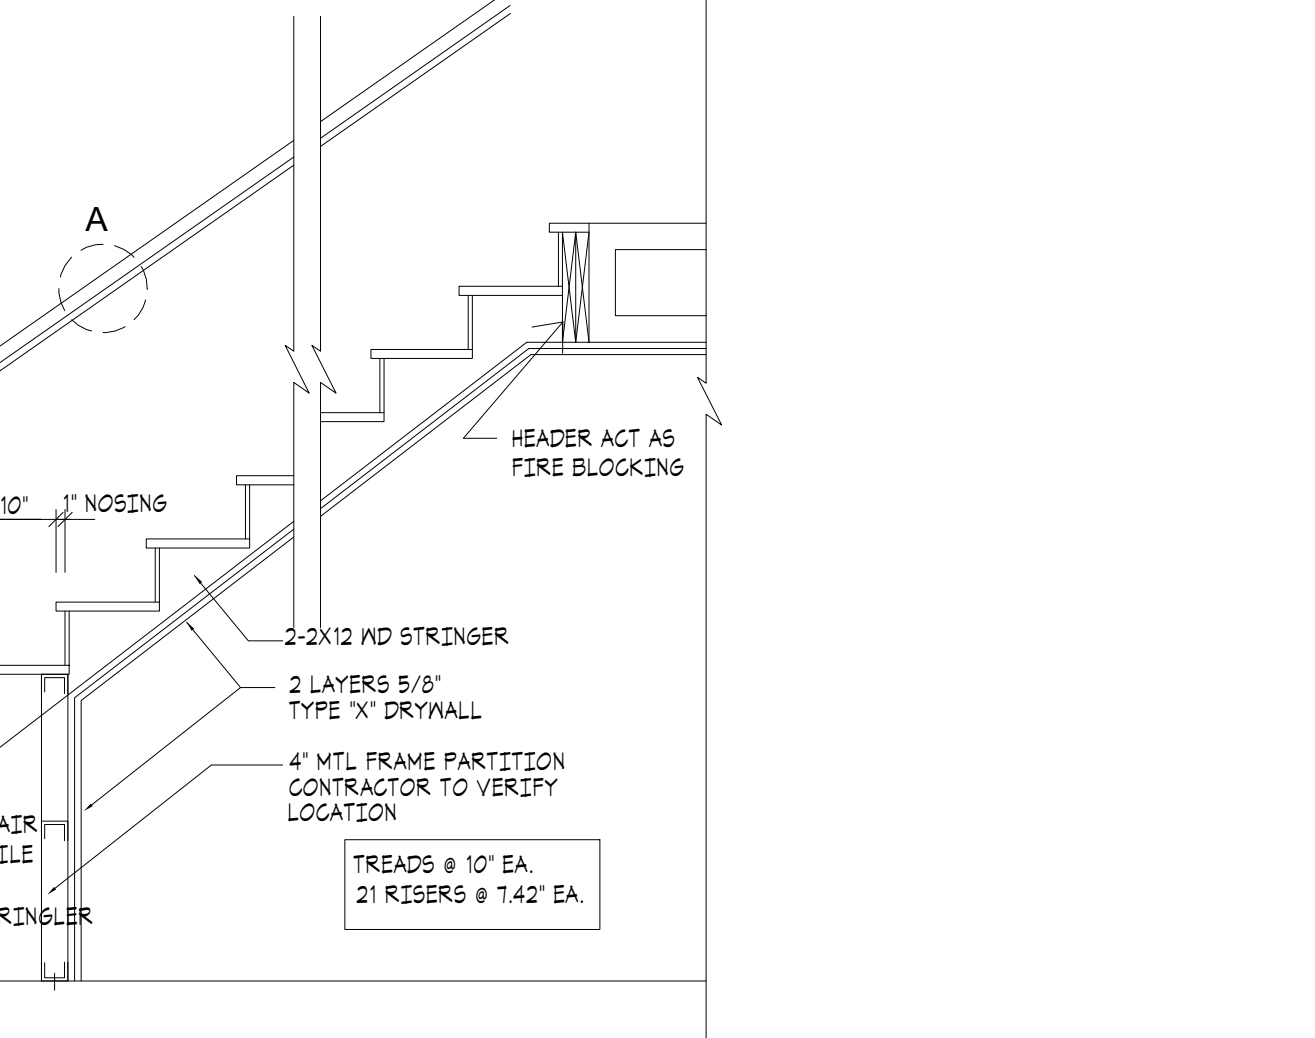 A
HEADER ACT AS
FIRE BLOCKING
10"
1" NOSING
2-2X12 WD STRINGER
2 LAYERS 5/8"
TYPE "X" DRYWALL
4" MTL FRAME PARTITION
CONTRACTOR TO VERIFY
LOCATION
AIR
ILE
RINGLER
TREADS @ 10" EA.
21 RISERS @ 7.42" EA.